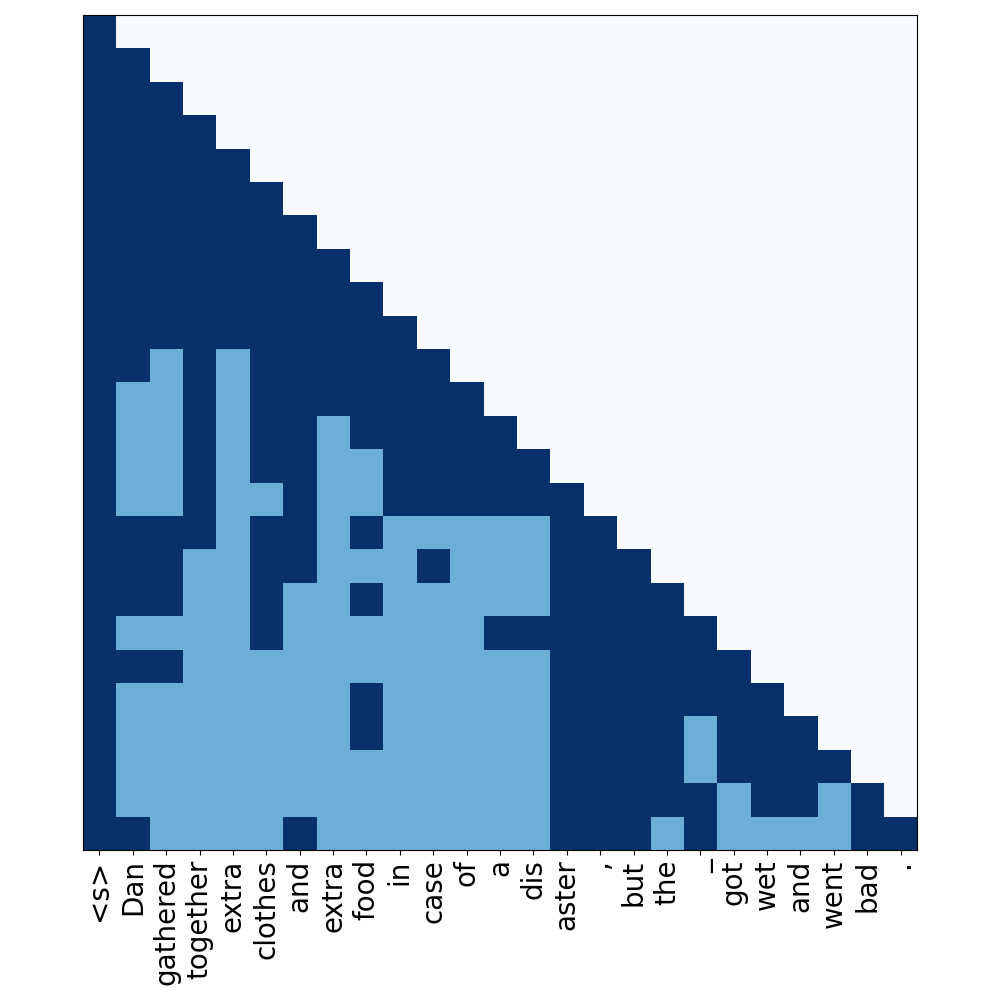 <s> Dan gathered together extra clothes and extra food in case of a dis aster , but the _ got wet and went bad .